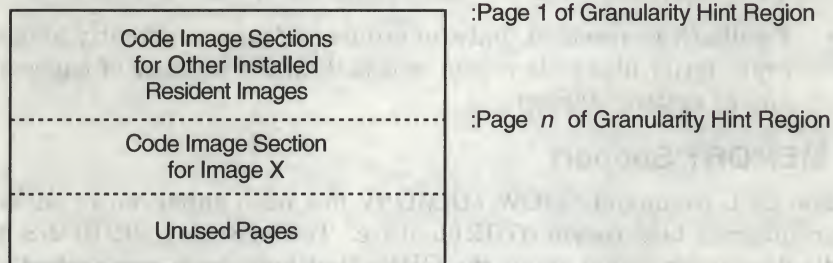 :Page 1 of Granularity Hint Region
Code Image Sections
for Other Installed
Resident Images
:Page n of Granularity Hint Region
Code Image Section
for Image X
Unused Pages